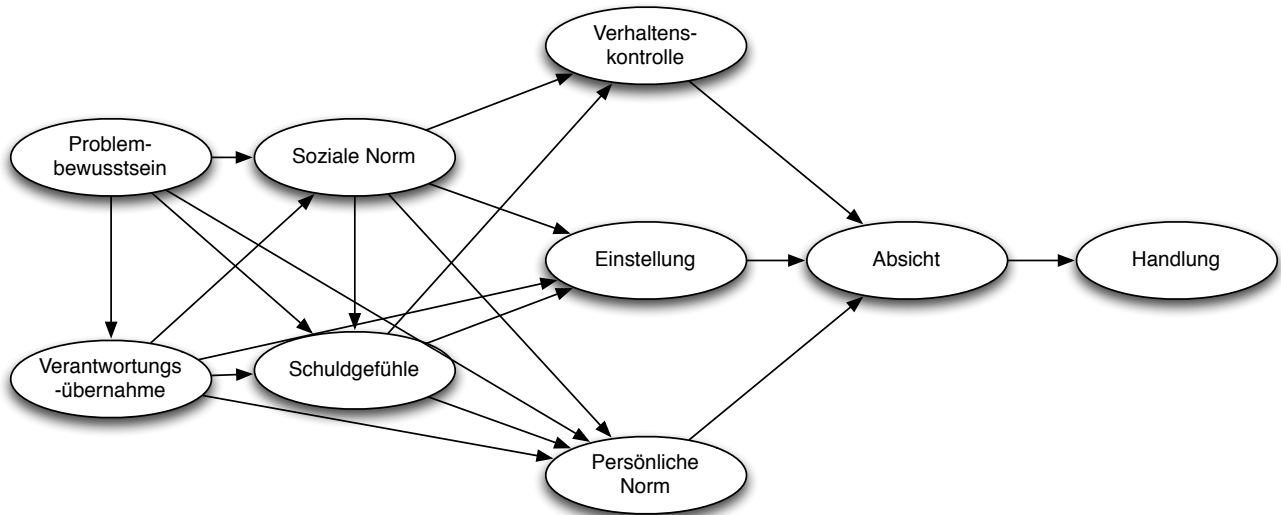 Verhaltens-
kontrolle
Problem-
bewusstsein
Soziale Norm
Einstellung
Absicht
Handlung
Verantwortungs
-übernahme
Schuldgefühle
Persönliche
Norm